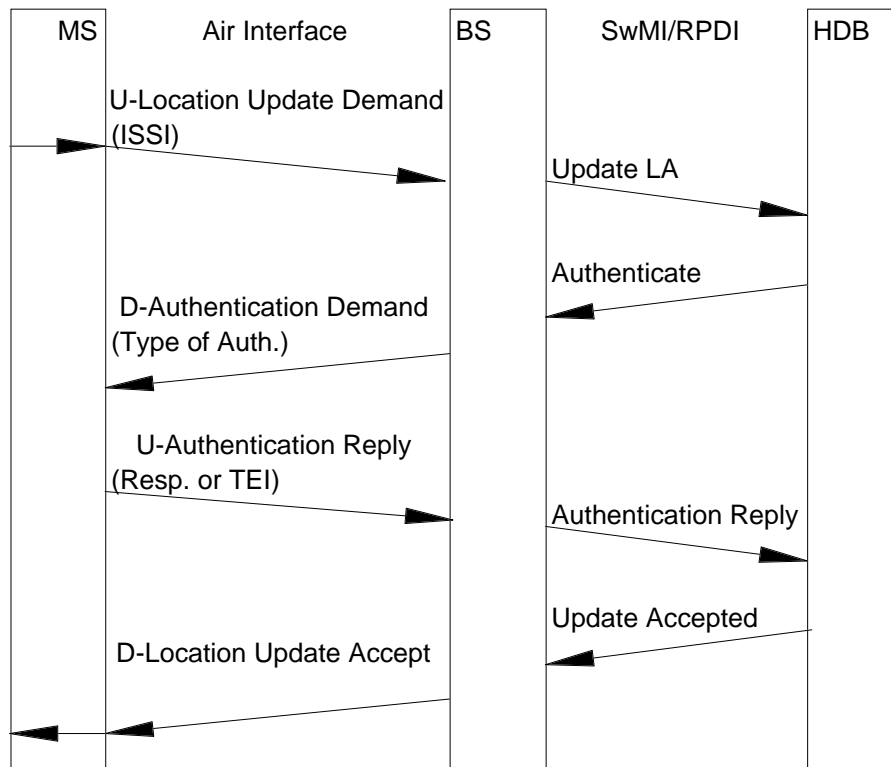 MS Air Interface BS SwMI/RPDI HDB
U-Location Update Demand
(ISSI)
Update LA
Authenticate
D-Authentication Demand
(Type of Auth.)
U-Authentication Reply
(Resp. or TEI)
Authentication Reply
Update Accepted
D-Location Update Accept